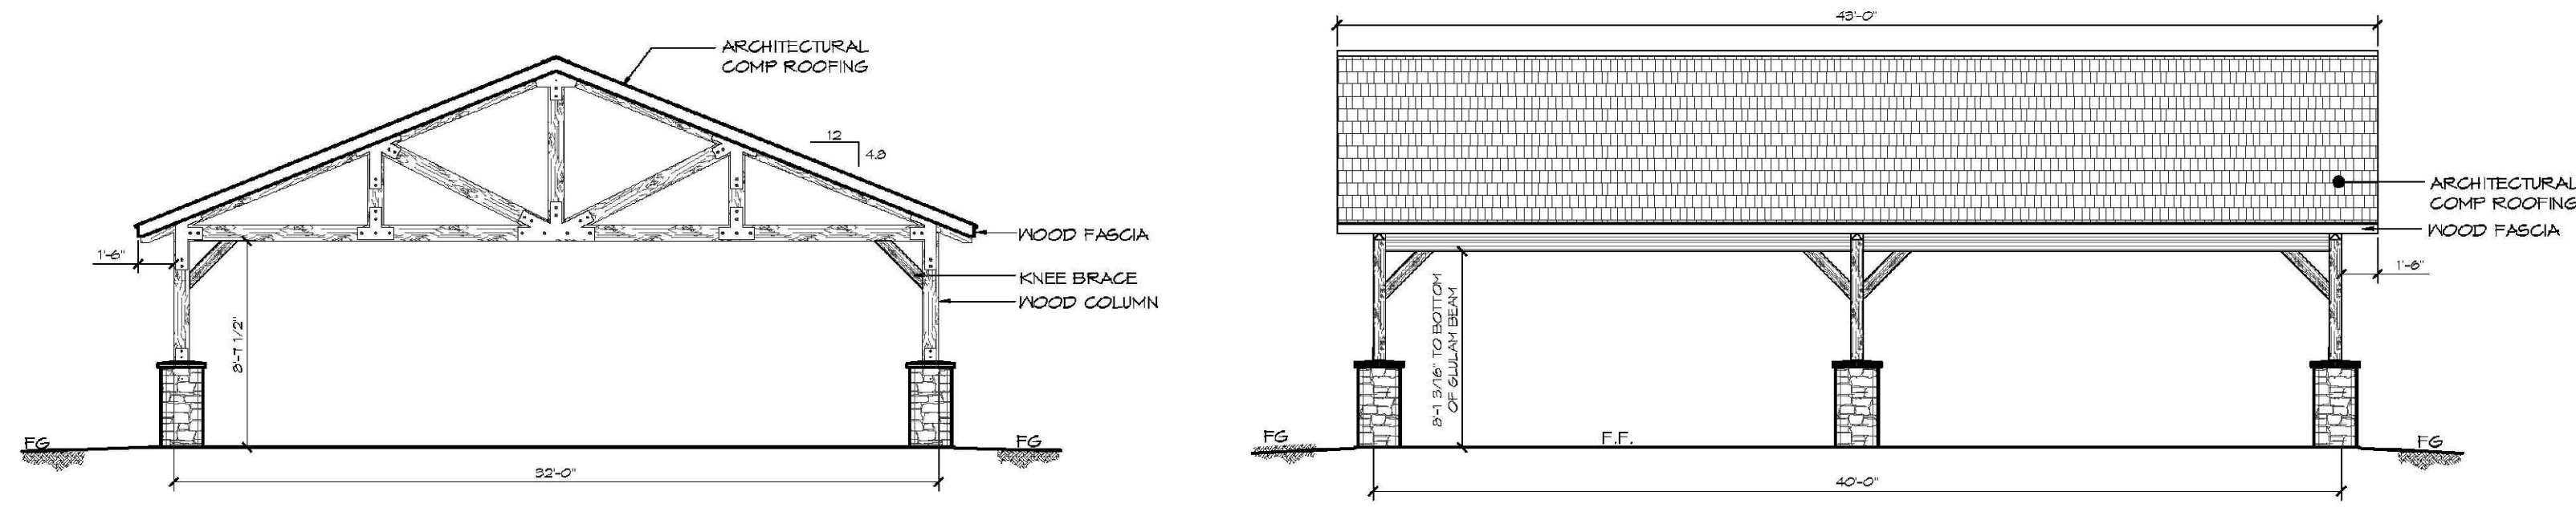 ARCHITECTURAL
COMP ROOFING
12
4.8
WOOD FASCIA
1'-6"
KNEE BRACE
WOOD COLUMN
8'-7 1/2"
FG
FG
32'-0"
43'-0"
ARCHITECTURAL
COMP ROOFING
WOOD FASCIA
1'-6"
8'-1 3/16" TO BOTTOM
OF GLULAM BEAM
FG
F.F.
FG
40'-0"